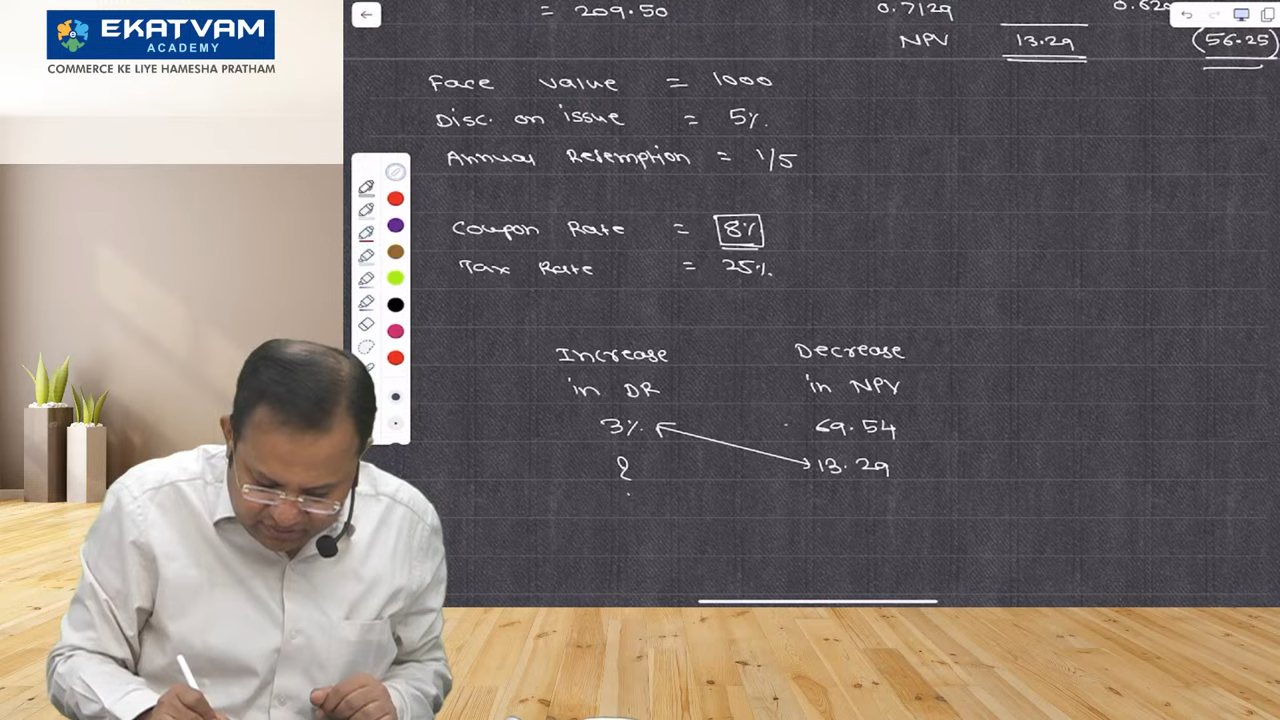 EKATVAM
ACADEMY
COMMERCE KE LIYE HAMESHA PRATHAM
= 209.50
0.7129
NPV 13.29 (56.25)
Face value = 1000
Disc. on issue = 5%.
Annual Redemption = 1/5
Coupon Rate = 8%
Tax Rate = 25%.
Increase in DR
Decrease in NPV
3%. 69.54
? 13.29